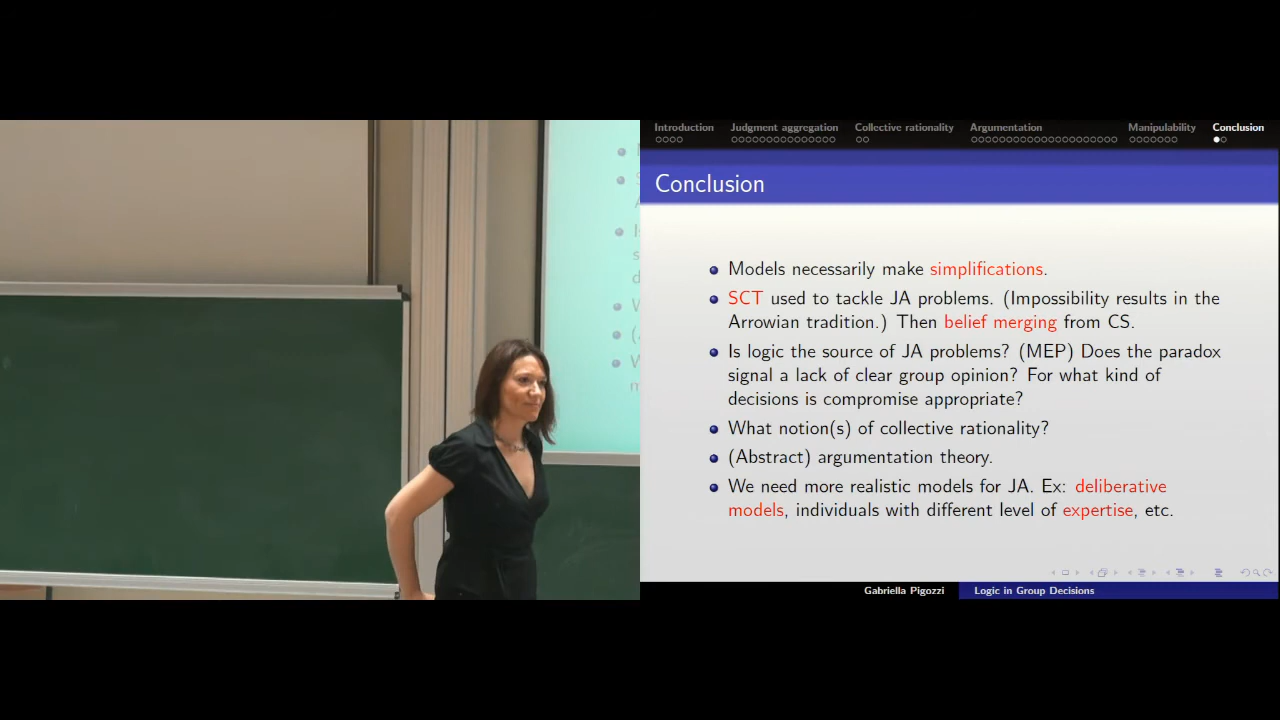 Introduction
Judgment aggregation
Collective rationality
Argumentation
Manipulability
Conclusion
Conclusion
Models necessarily make simplifications.
SCT used to tackle JA problems. (Impossibility results in the
Arrowian tradition.) Then belief merging from CS.
Is logic the source of JA problems? (MEP) Does the paradox
signal a lack of clear group opinion? For what kind of
decisions is compromise appropriate?
What notion(s) of collective rationality?
(Abstract) argumentation theory.
We need more realistic models for JA. Ex: deliberative
models, individuals with different level of expertise, etc.
Gabriella Pigozzi
Logic in Group Decisions